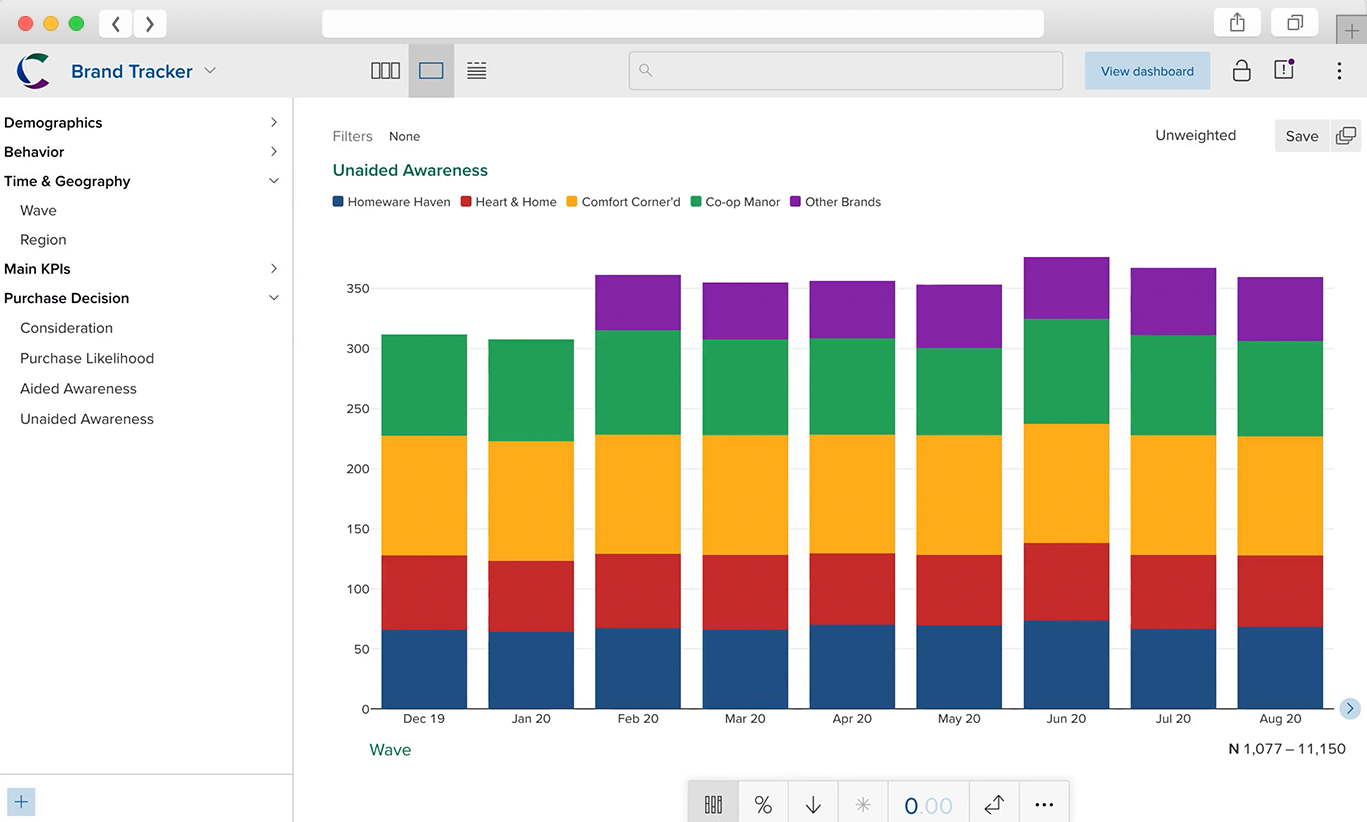 Brand Tracker
View dashboard
Demographics
Behavior
Time & Geography
Wave
Region
Main KPIs
Purchase Decision
Consideration
Purchase Likelihood
Aided Awareness
Unaided Awareness
Filters None
Unweighted
Save
Unaided Awareness
Homeware Haven Heart & Home Comfort Corner'd Co-op Manor Other Brands
350
300
250
200
150
100
50
0
Dec 19 Jan 20 Feb 20 Mar 20 Apr 20 May 20 Jun 20 Jul 20 Aug 20
Wave
N 1,077 – 11,150
% 0.00